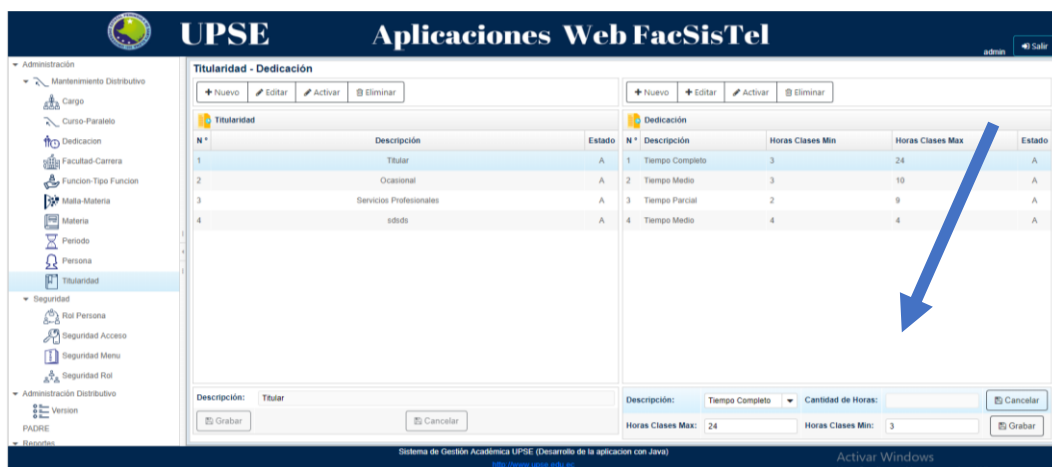 UPSE Aplicaciones Web FacSisTel
admin Salir
Administración
Mantenimiento Distributivo
Cargo
Curso-Paralelo
Dedicacion
Facultad-Carrera
Funcion-Tipo Funcion
Malla-Materia
Materia
Periodo
Persona
Titularidad
Seguridad
Rol Persona
Seguridad Acceso
Seguridad Menu
Seguridad Rol
Administración Distributivo
Version
PADRE
Reportes
Titularidad - Dedicación
+ Nuevo Editar Activar Eliminar
Titularidad
N° Descripción Estado
1 Titular A
2 Ocasional A
3 Servicios Profesionales A
4 sdsds A
Descripción: Titular
Grabar Cancelar
+ Nuevo + Editar Activar Eliminar
Dedicación
N° Descripción Horas Clases Min Horas Clases Max Estado
1 Tiempo Completo 3 24 A
2 Tiempo Medio 3 10 A
3 Tiempo Parcial 2 9 A
4 Tiempo Medio 4 4 A
Descripción: Tiempo Completo Cantidad de Horas: Cancelar
Horas Clases Max: 24 Horas Clases Min: 3 Grabar
Sistema de Gestión Académica UPSE (Desarrollo de la aplicacion con Java)
http://www.upse.edu.ec
Activar Windows